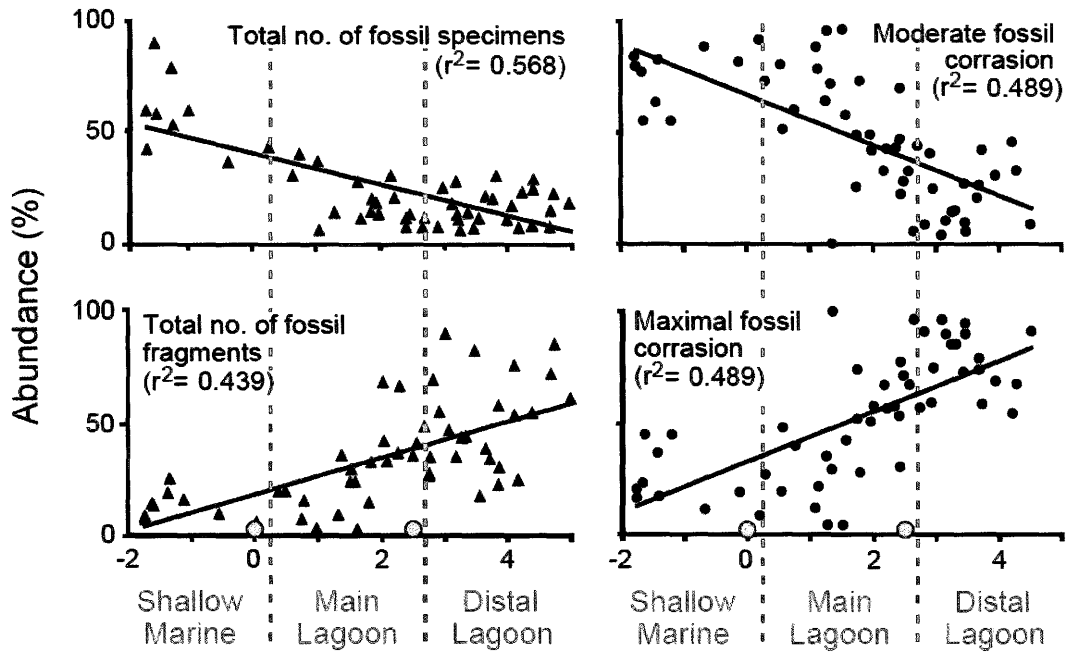 Abundance (%)
100
50
0
Total no. of fossil specimens
(r²= 0.568)
Moderate fossil
corrasion
(r²= 0.489)
100
50
0
Total no. of fossil
fragments
(r²= 0.439)
Maximal fossil
corrasion
(r²= 0.489)
-2 0 2 4
-2 0 2 4
Shallow
Marine
Main
Lagoon
Distal
Lagoon
Shallow
Marine
Main
Lagoon
Distal
Lagoon